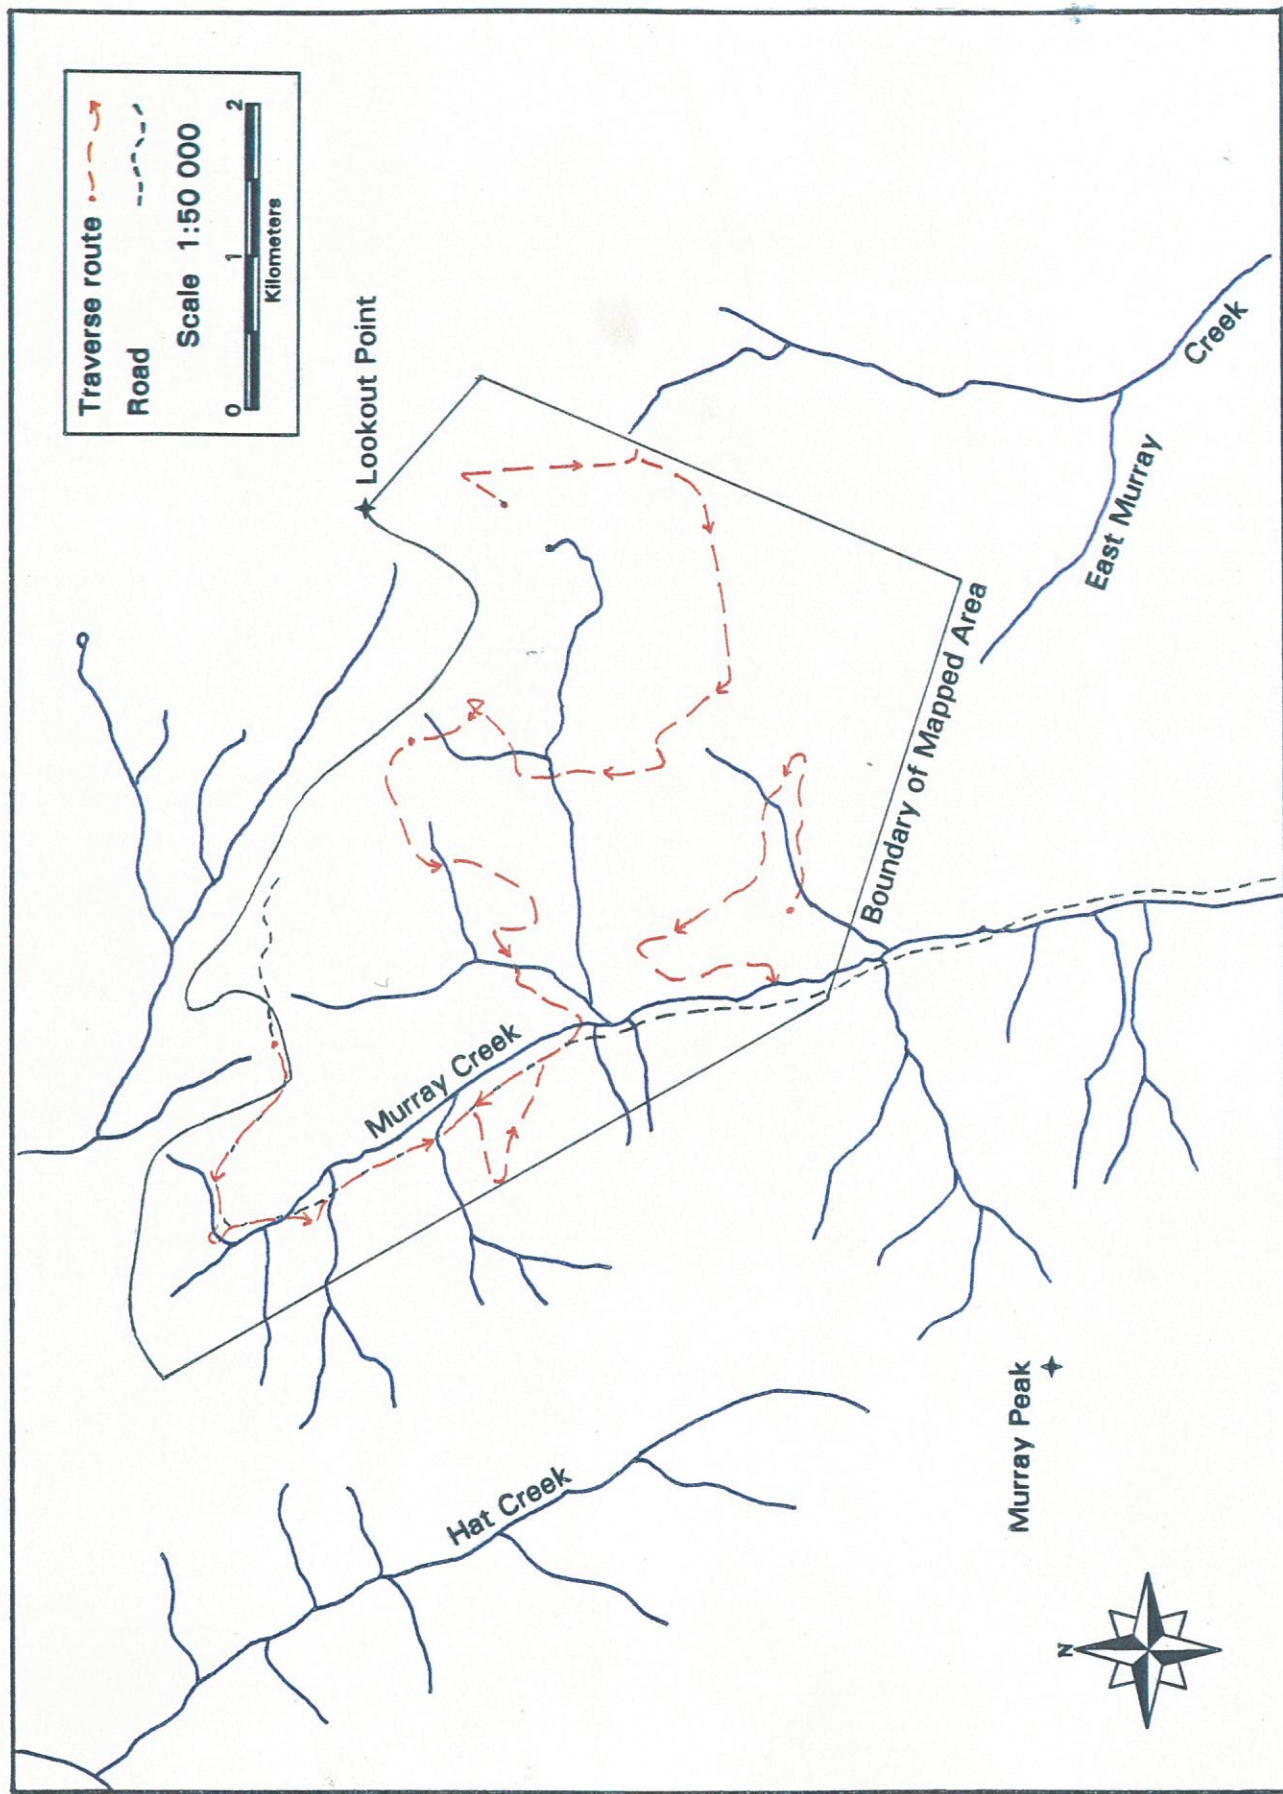 Traverse route
Road
Scale 1:50 000
0 1 2
Kilometers
Lookout Point
Murray Creek
Hat Creek
Boundary of Mapped Area
East Murray
Creek
Murray Peak
N